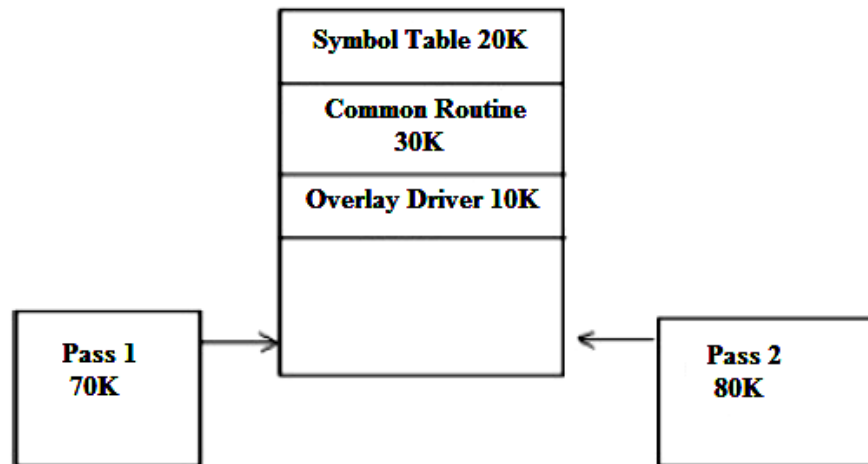 Symbol Table 20K
Common Routine
30K
Overlay Driver 10K
Pass 1
70K
Pass 2
80K